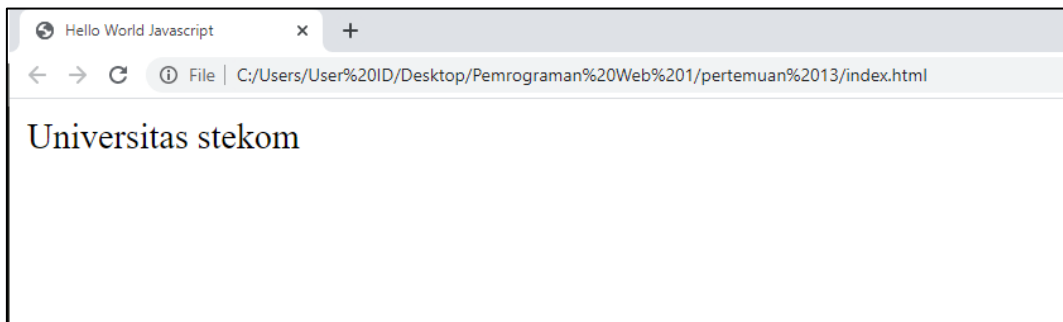 Hello World Javascript
File C:/Users/User%20ID/Desktop/Pemrograman%20Web%201/pertemuan%2013/index.html
Universitas stekom